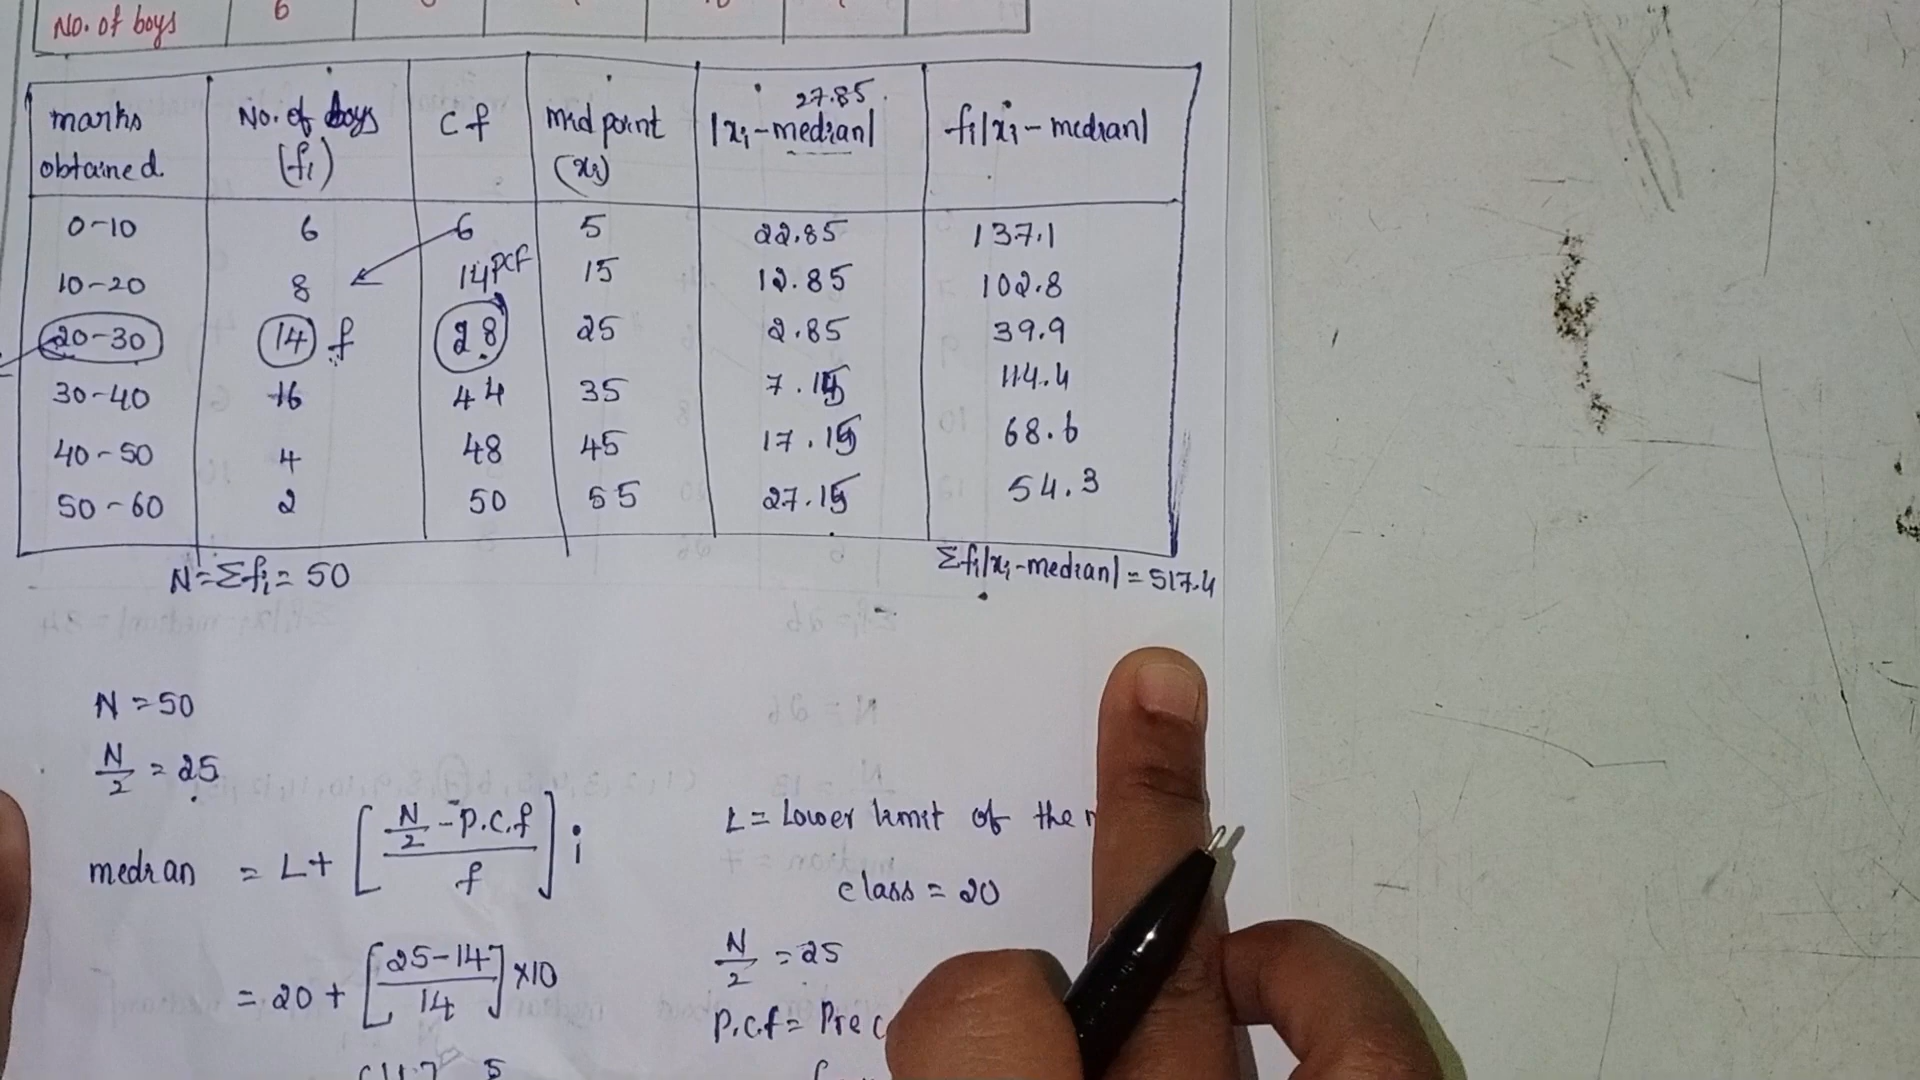 No. of boys 6
marks obtained. No. of boys (fi) cf mid point (xi) 27.85. |xi-median| fi|xi-median|
0-10 6 6 5 22.85 137.1
10-20 8 14 pcf 15 12.85 102.8
20-30 14 f 28 25 2.85 39.9
30-40 16 44 35 7.15 114.4
40-50 4 48 45 17.15 68.6
50-60 2 50 55 27.15 54.3
N=Σfi=50 Σfi|xi-median|=517.4
N=50
N/2=25
median = L+[(N/2-p.c.f)/f]i
L=Lower limit of the
class=20
=20+[(25-14)/14]×10
N/2=25
p.c.f= Prec